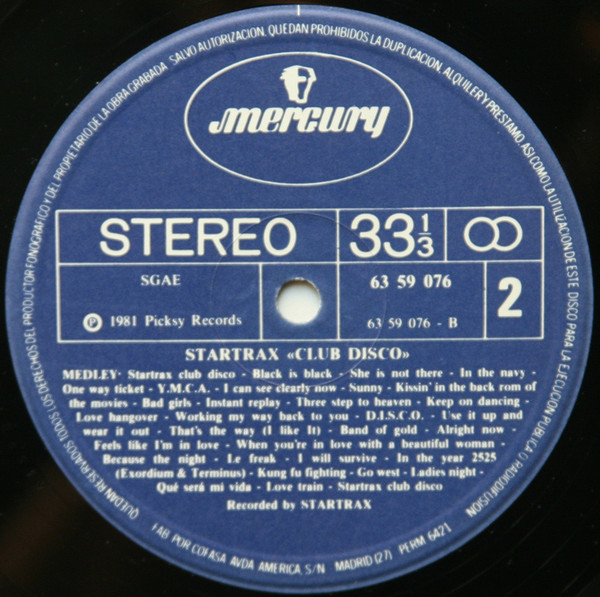 QUEDAN RESERVADOS TODOS LOS DERECHOS DEL PRODUCTOR FONOGRAFICO Y DEL PROPIETARIO DE LA OBRA GRABADA. SALVO AUTORIZACION. QUEDAN PROHIBIDOS LA DUPLICACION. ALQUILER Y PRESTAMO. ASI COMO LA UTILIZACION DE ESTE DISCO PARA LA EJECUCION PUBLICA O RADIODIFUSION
mercury
STEREO 33 1/3
SGAE 63 59 076 2
℗ 1981 Picksy Records 63 59 076 - B
STARTRAX «CLUB DISCO»
MEDLEY: Startrax club disco - Black is black - She is not there - In the navy -
One way ticket - Y.M.C.A. - I can see clearly now - Sunny - Kissin' in the back rom of
the movies - Bad girls - Instant replay - Three step to heaven - Keep on dancing -
Love hangover - Working my way back to you - D.I.S.C.O. - Use it up and
wear it out - That's the way (I like It) - Band of gold - Alright now -
Feels like I'm in love - When you're in love with a beautiful woman -
Because the night - Le freak - I will survive - In the year 2525
(Exordium & Terminus) - Kung fu fighting - Go west - Ladies night -
Qué será mi vida - Love train - Startrax club disco
Recorded by STARTRAX
FAB. POR COFASA. AVDA. AMERICA, S/N MADRID (27) PERM 6421